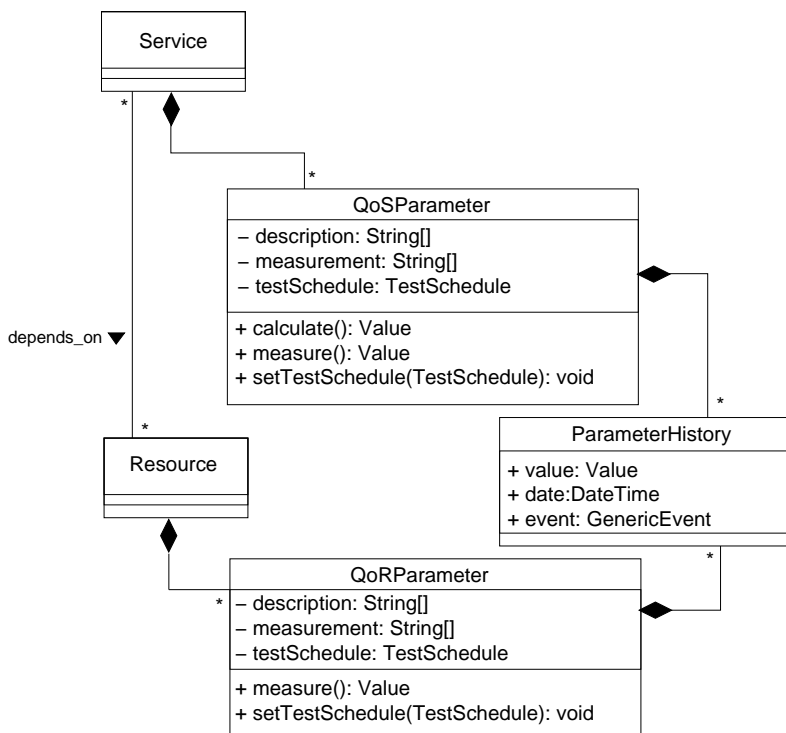 Service
*
*
QoSParameter
– description: String[]
– measurement: String[]
– testSchedule: TestSchedule
+ calculate(): Value
+ measure(): Value
+ setTestSchedule(TestSchedule): void
depends_on ▼
*
*
ParameterHistory
+ value: Value
+ date:DateTime
+ event: GenericEvent
Resource
*
*
QoRParameter
– description: String[]
– measurement: String[]
– testSchedule: TestSchedule
+ measure(): Value
+ setTestSchedule(TestSchedule): void